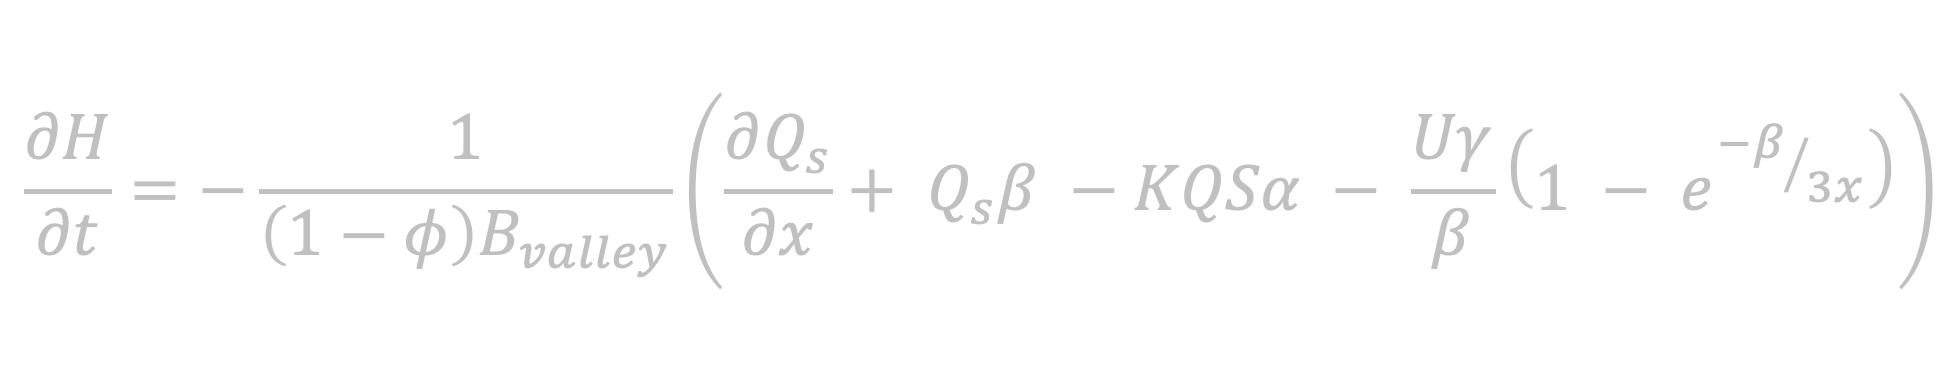 ∂H/∂t = − 1/((1 − ϕ)B_valley) (∂Q_s/∂x + Q_sβ − KQSα − Uγ/β (1 − e^(−β/3x)))